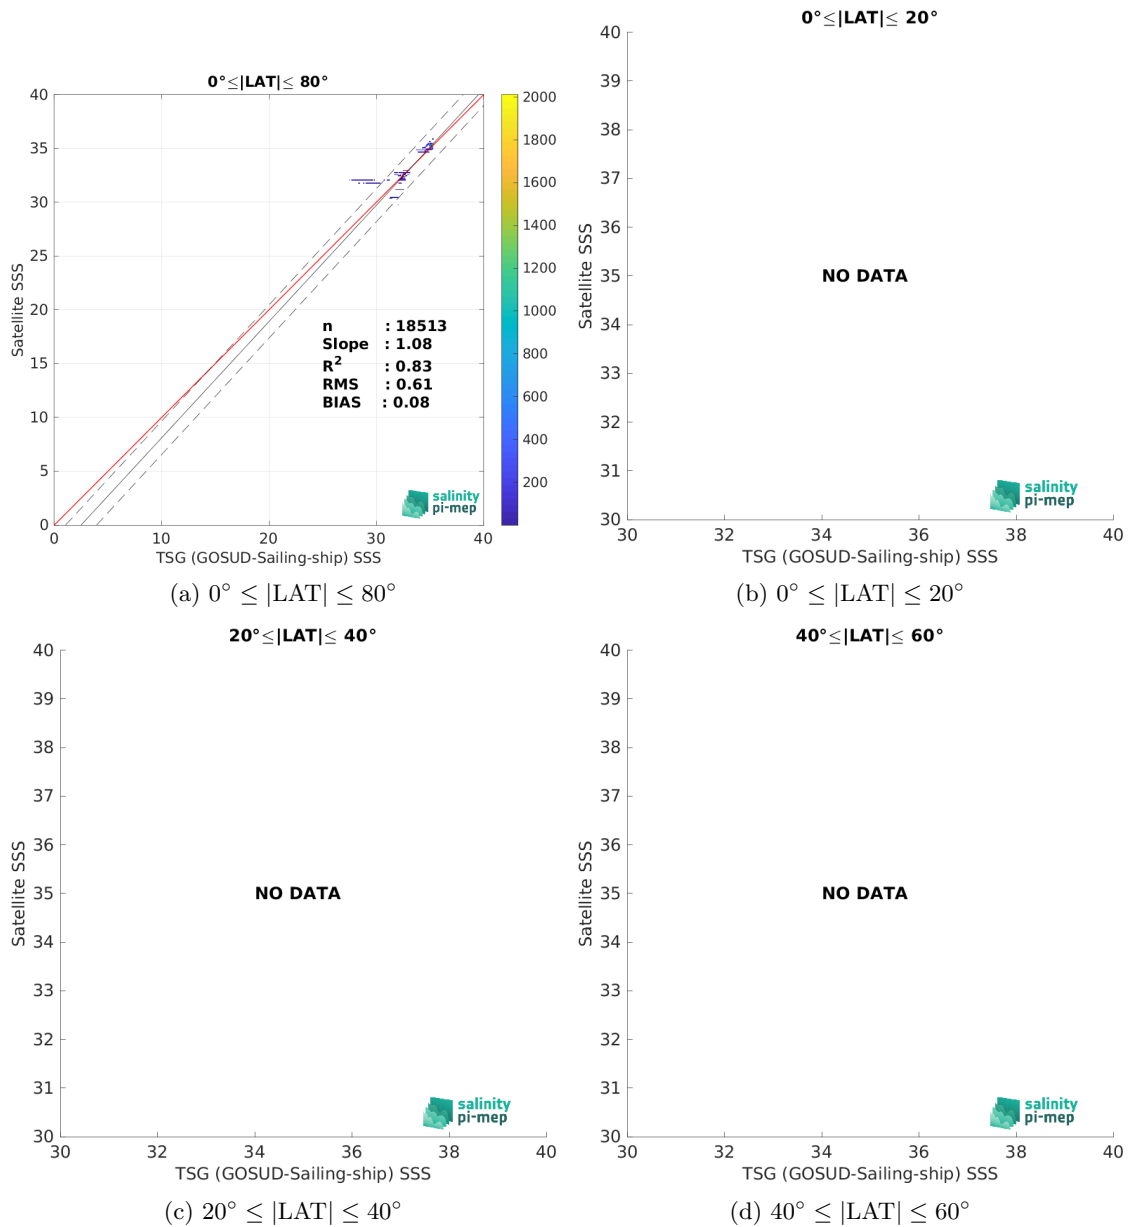 0°≤|LAT|≤ 80°
40
35
30
25
20
15
10
5
0
0
10
20
30
40
Satellite SSS
TSG (GOSUD-Sailing-ship) SSS
n : 18513
Slope : 1.08
R² : 0.83
RMS : 0.61
BIAS : 0.08
2000
1800
1600
1400
1200
1000
800
600
400
200
salinity
pi-mep
(a) 0° ≤ |LAT| ≤ 80°
0°≤|LAT|≤ 20°
40
39
38
37
36
35
34
33
32
31
30
30
32
34
36
38
40
Satellite SSS
NO DATA
salinity
pi-mep
TSG (GOSUD-Sailing-ship) SSS
(b) 0° ≤ |LAT| ≤ 20°
20°≤|LAT|≤ 40°
40
39
38
37
36
35
34
33
32
31
30
30
32
34
36
38
40
Satellite SSS
NO DATA
salinity
pi-mep
TSG (GOSUD-Sailing-ship) SSS
(c) 20° ≤ |LAT| ≤ 40°
40°≤|LAT|≤ 60°
40
39
38
37
36
35
34
33
32
31
30
30
32
34
36
38
40
Satellite SSS
NO DATA
salinity
pi-mep
TSG (GOSUD-Sailing-ship) SSS
(d) 40° ≤ |LAT| ≤ 60°